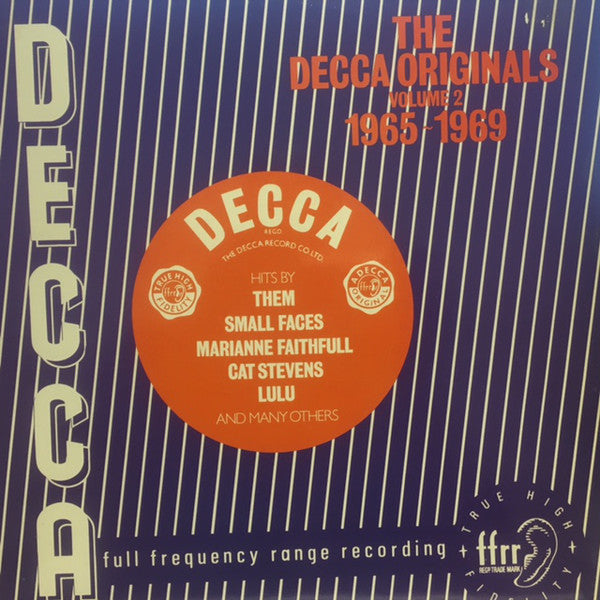 DECCA
THE
DECCA ORIGINALS
VOLUME 2
1965~1969
DECCA
REGD
THE DECCA RECORD CO. LTD.
HITS BY
TRUE HIGH
ffrr
FIDELITY
A DECCA
ffrr
ORIGINAL
THEM
SMALL FACES
MARIANNE FAITHFULL
CAT STEVENS
LULU
AND MANY OTHERS
full frequency range recording
TRUE HIGH
ffrr
REGD TRADE MARK
FIDELITY